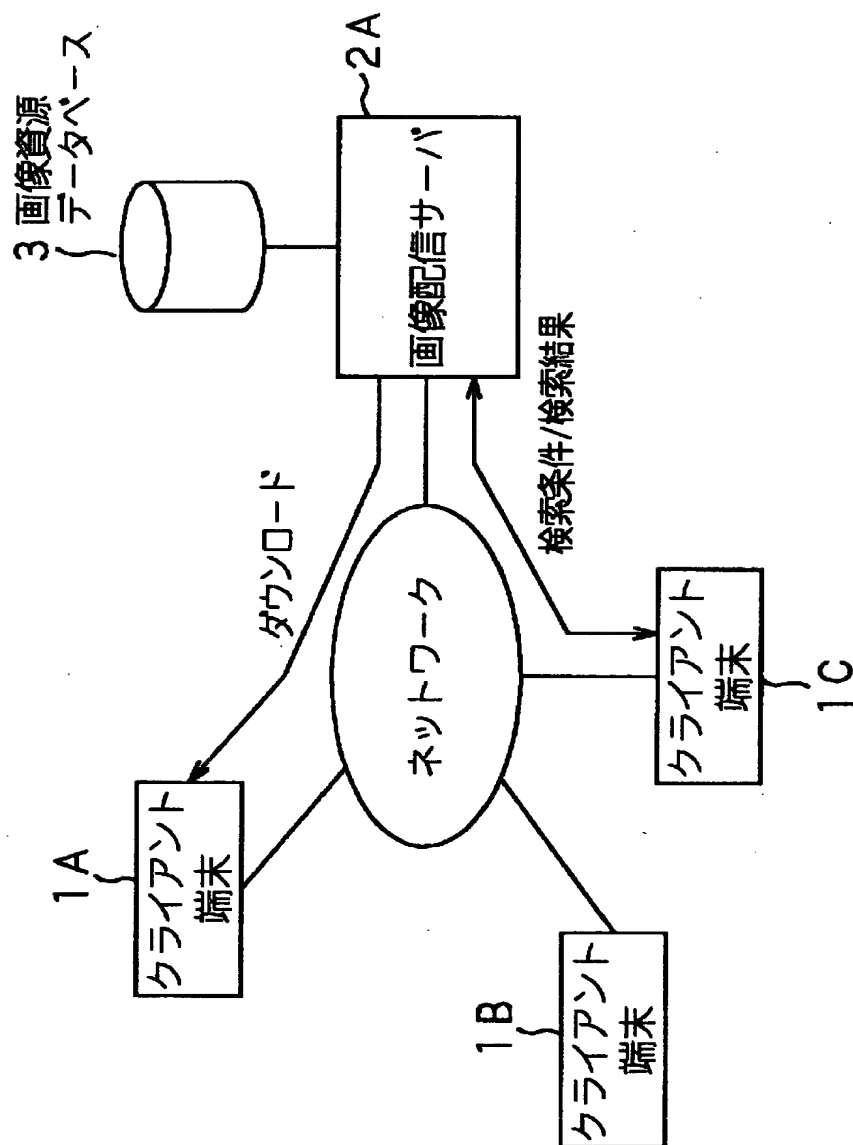 3 画像資源
データベース
2A
画像配信サーバ
ダウンロード
検索条件/検索結果
ネットワーク
1A
クライアント
端末
1B
クライアント
端末
1C
クライアント
端末